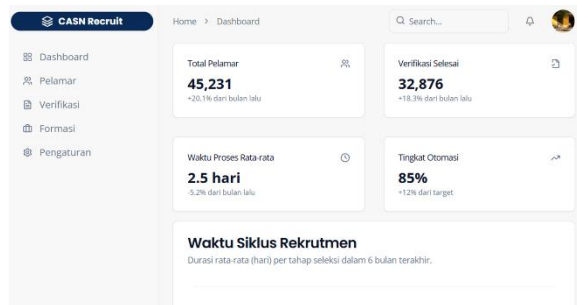 CASN Recruit
Home > Dashboard
Search...
Dashboard
Pelamar
Verifikasi
Formasi
Pengaturan
Total Pelamar
45,231
+20.1% dari bulan lalu
Verifikasi Selesai
32,876
+18.3% dari bulan lalu
Waktu Proses Rata-rata
2.5 hari
-5.2% dari bulan lalu
Tingkat Otomasi
85%
+12% dari target
Waktu Siklus Rekrutmen
Durasi rata-rata (hari) per tahap seleksi dalam 6 bulan terakhir.